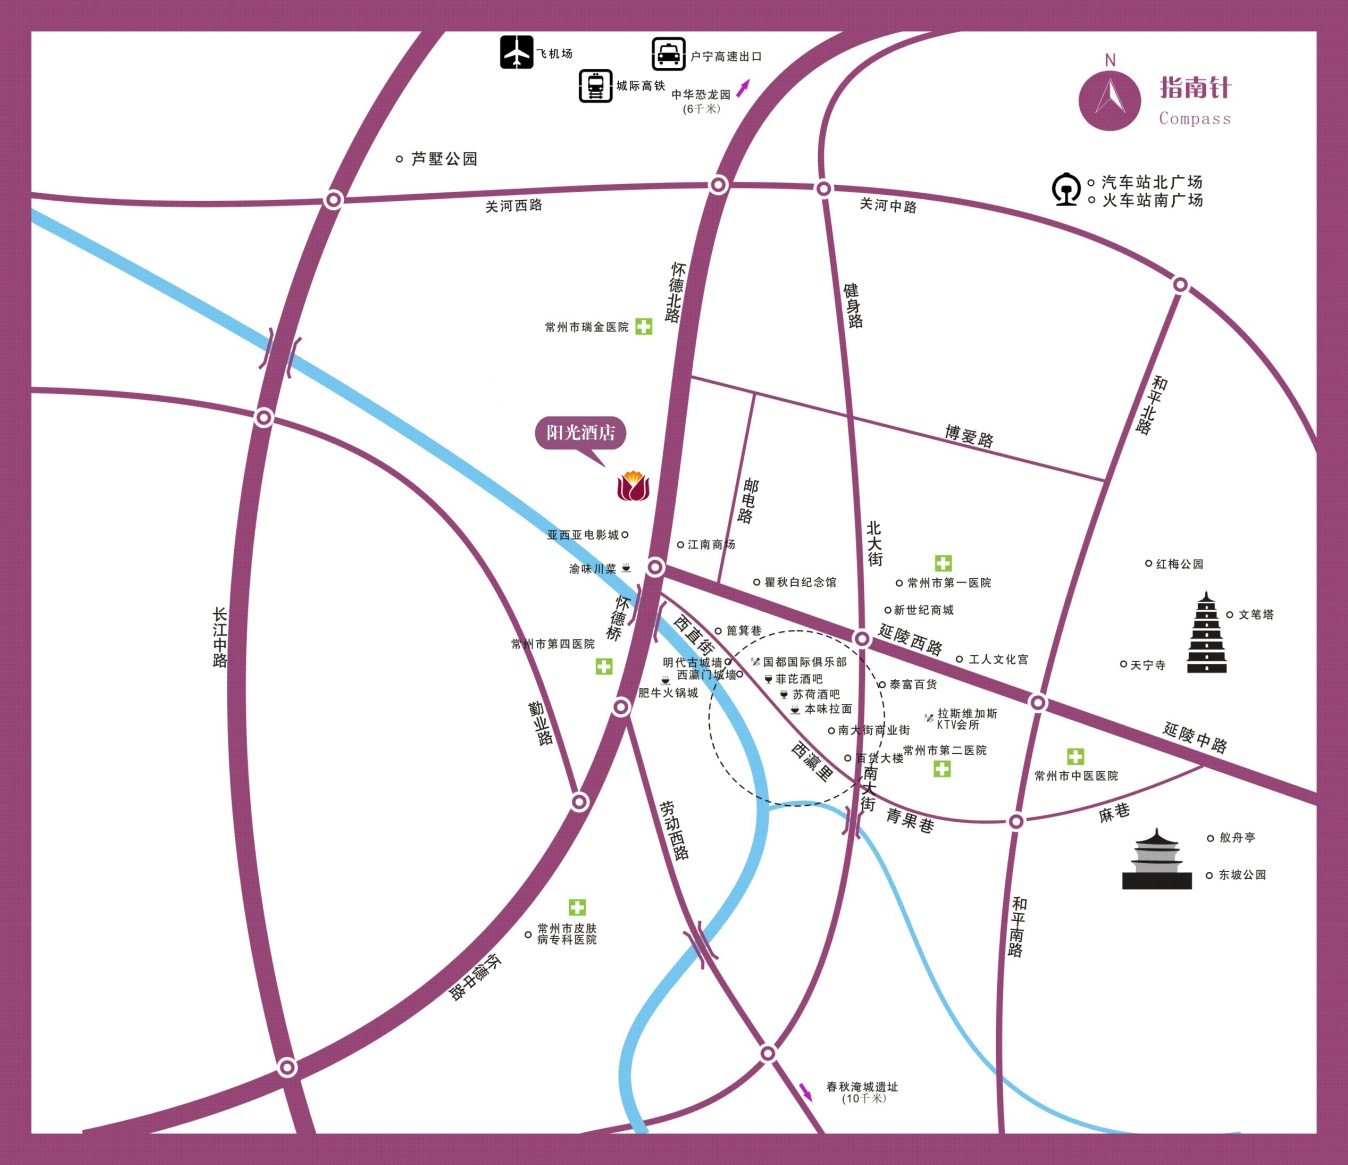 飞机场
户宁高速出口
城际高铁
中华恐龙园
(6千米)
N
指南针
Compass
芦墅公园
汽车站北广场
火车站南广场
关河西路
关河中路
怀德北路
健身路
常州市瑞金医院
和平北路
博爱路
阳光酒店
邮电路
北大街
亚西亚电影城
江南商场
渝味川菜
瞿秋白纪念馆
常州市第一医院
红梅公园
怀德桥
新世纪商城
文笔塔
长江中路
西直街
篦箕巷
延陵西路
常州市第四医院
明代古城墙
国都国际俱乐部
工人文化宫
天宁寺
西瀛门城墙
菲芘酒吧
泰富百货
肥牛火锅城
苏荷酒吧
本味拉面
拉斯维加斯
KTV会所
勤业路
南大街商业街
延陵中路
西瀛里
百货大楼
常州市第二医院
南大街
常州市中医医院
劳动西路
青果巷
麻巷
舣舟亭
东坡公园
常州市皮肤
病专科医院
和平南路
怀德中路
春秋淹城遗址
(10千米)